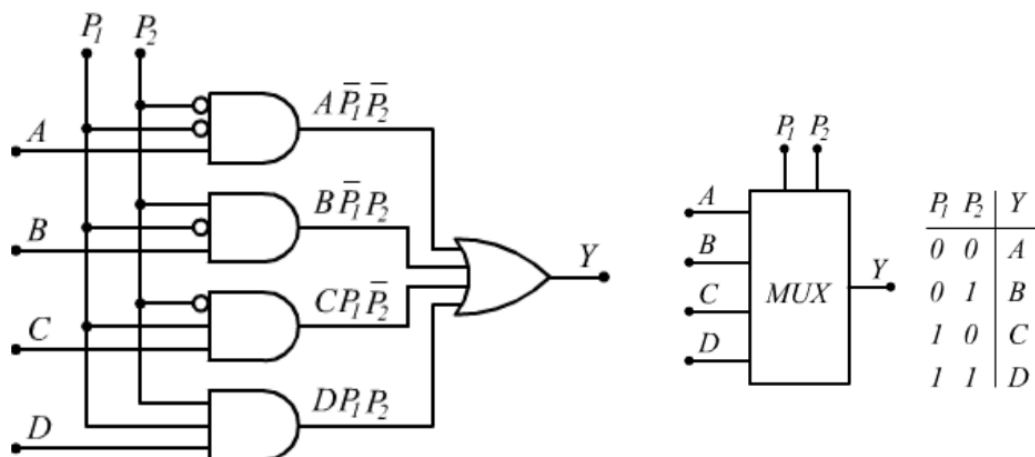 P₁ P₂
A
A P̅₁ P̅₂
B
B P̅₁ P₂
C
C P₁ P̅₂
D
D P₁ P₂
Y
P₁ P₂
A
B
C
D
MUX
Y
P₁ P₂ Y
0 0 A
0 1 B
1 0 C
1 1 D